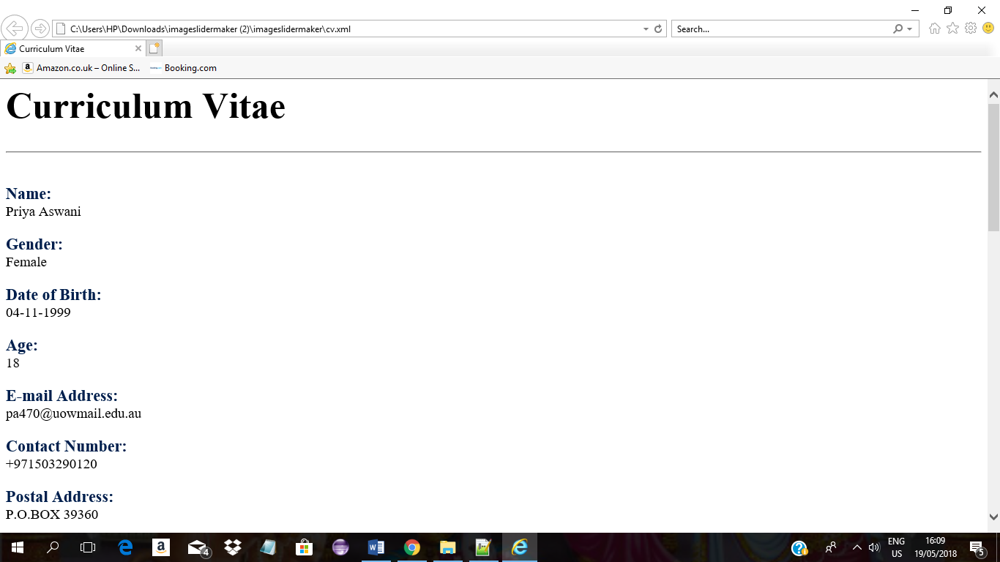 C:\Users\HP\Downloads\imageslidermaker (2)\imageslidermaker\cv.xml
Search...
Curriculum Vitae
Amazon.co.uk – Online S...
Booking.com
Curriculum Vitae
Name:
Priya Aswani
Gender:
Female
Date of Birth:
04-11-1999
Age:
18
E-mail Address:
pa470@uowmail.edu.au
Contact Number:
+971503290120
Postal Address:
P.O.BOX 39360
4
ENG
US
16:09
19/05/2018
5